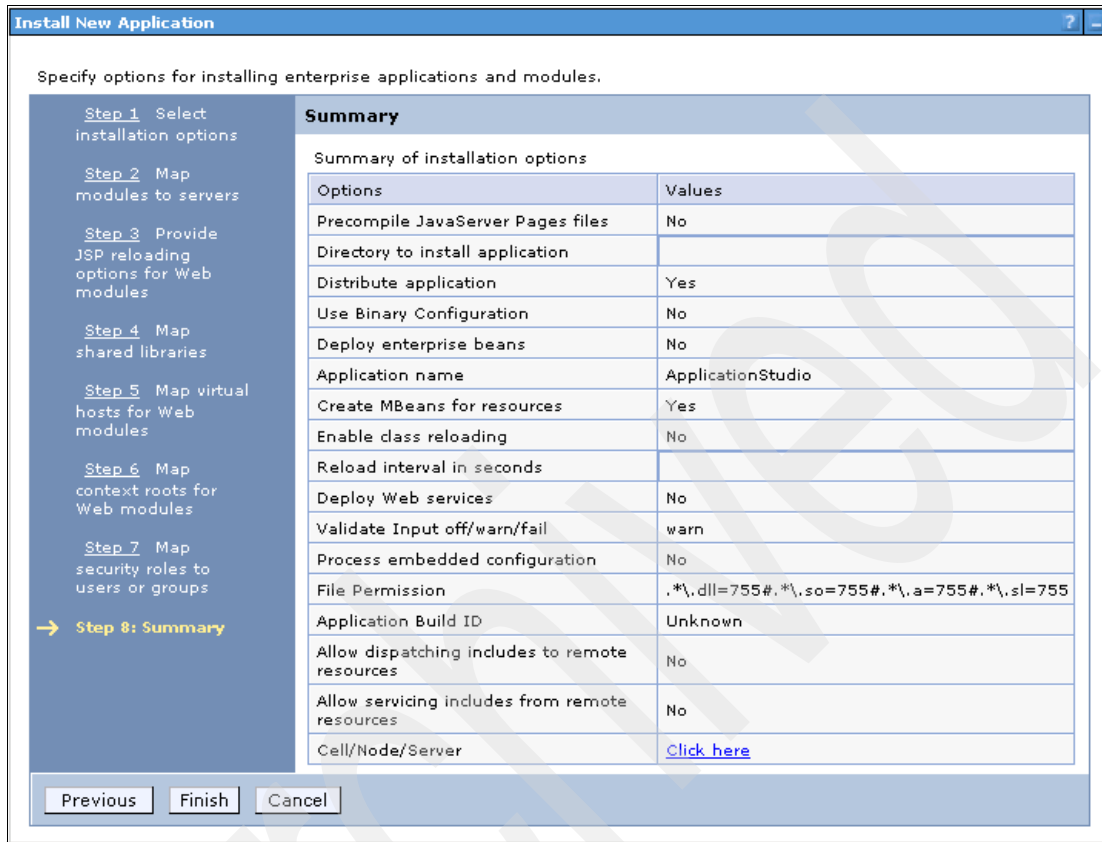 Install New Application
?
Specify options for installing enterprise applications and modules.
Step 1 Select
installation options
Step 2 Map
modules to servers
Step 3 Provide
JSP reloading
options for Web
modules
Step 4 Map
shared libraries
Step 5 Map virtual
hosts for Web
modules
Step 6 Map
context roots for
Web modules
Step 7 Map
security roles to
users or groups
Step 8: Summary
Summary
Summary of installation options
Options Values
Precompile JavaServer Pages files No
Directory to install application
Distribute application Yes
Use Binary Configuration No
Deploy enterprise beans No
Application name ApplicationStudio
Create MBeans for resources Yes
Enable class reloading No
Reload interval in seconds
Deploy Web services No
Validate Input off/warn/fail warn
Process embedded configuration No
File Permission .*\.dll=755#.*\.so=755#.*\.a=755#.*\.sl=755
Application Build ID Unknown
Allow dispatching includes to remote
resources No
Allow servicing includes from remote
resources No
Cell/Node/Server Click here
Previous Finish Cancel